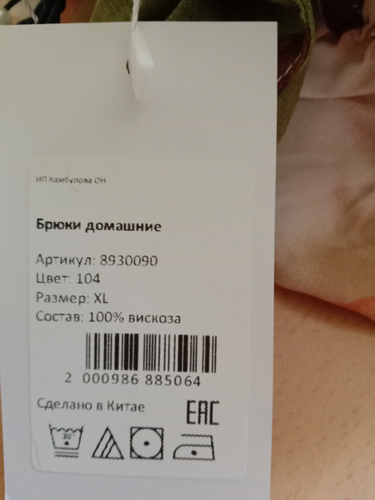 ИП Камбулова ОН
Брюки домашние
Артикул: 8930090
Цвет: 104
Размер: XL
Состав: 100% вискоза
2 000986 885064
Сделано в Китае
EAC
30°